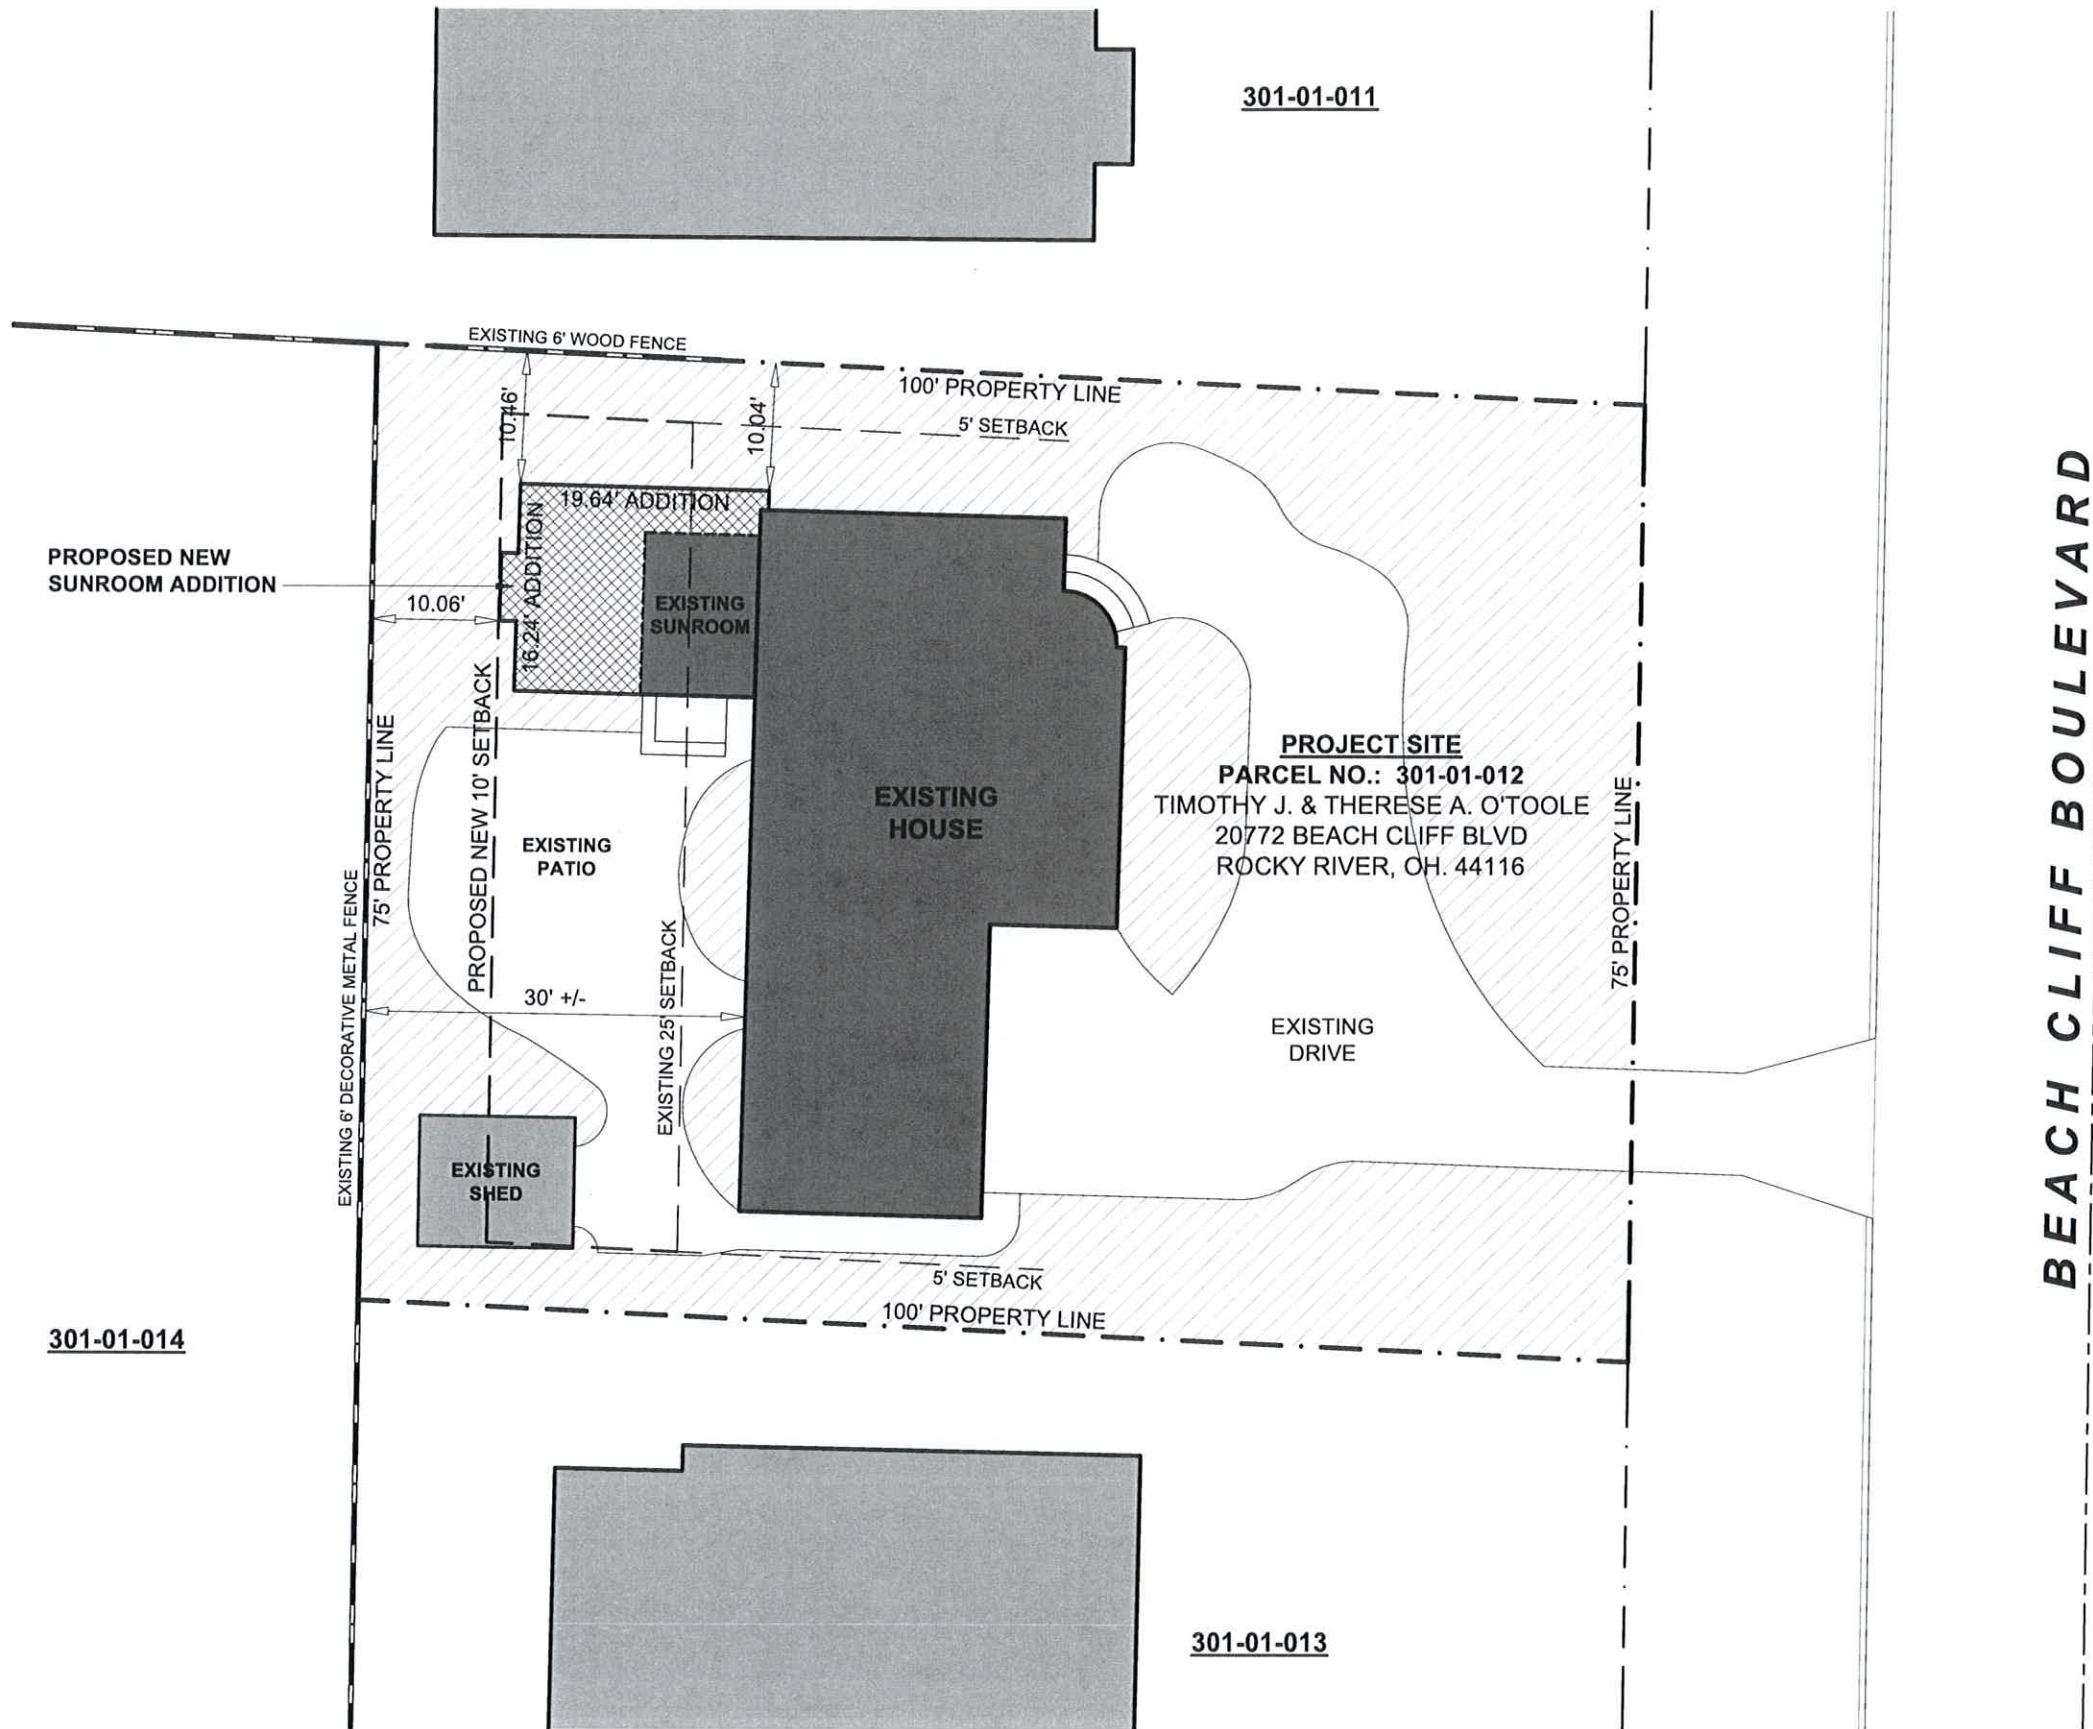 301-01-011
EXISTING 6' WOOD FENCE
100' PROPERTY LINE
5' SETBACK
10.46'
10.04'
19.64' ADDITION
16.24' ADDITION
PROPOSED NEW
SUNROOM ADDITION
10.06'
EXISTING
SUNROOM
PROPOSED NEW 10' SETBACK
75' PROPERTY LINE
EXISTING 6' DECORATIVE METAL FENCE
EXISTING
PATIO
EXISTING
HOUSE
PROJECT SITE
PARCEL NO.: 301-01-012
TIMOTHY J. & THERESE A. O'TOOLE
20772 BEACH CLIFF BLVD
ROCKY RIVER, OH. 44116
75' PROPERTY LINE
BEACH CLIFF BOULEVARD
30' +/-
EXISTING 25' SETBACK
EXISTING
DRIVE
EXISTING
SHED
5' SETBACK
100' PROPERTY LINE
301-01-014
301-01-013